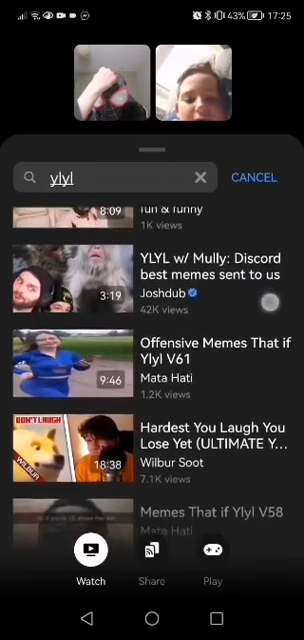 43% 17:25
ylyl
CANCEL
8:09
fun & funny
1K views
YLYL w/ Mully: Discord
best memes sent to us
Joshdub
42K views
3:19
Offensive Memes That if
Ylyl V61
Mata Hati
1.2K views
9:46
DON'T LAUGH
WILBUR
18:38
Hardest You Laugh You
Lose Yet (ULTIMATE Y...
Wilbur Soot
7.1K views
Memes That if Ylyl V58
Mata Hati
Watch
Share
Play